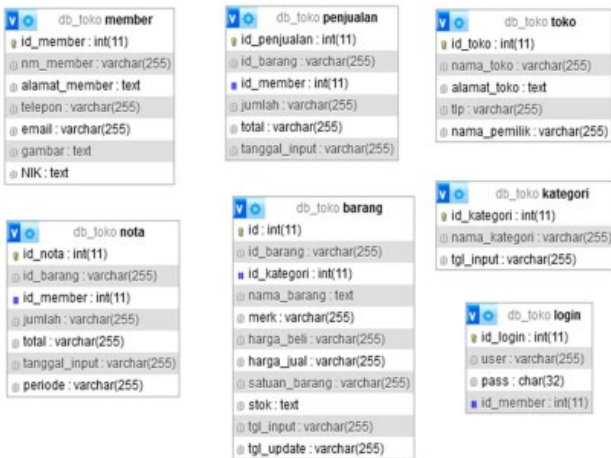 db_toko member
id_member : int(11)
nm_member : varchar(255)
alamat_member : text
telepon : varchar(255)
email : varchar(255)
gambar : text
NIK : text
db_toko penjualan
id_penjualan : int(11)
id_barang : varchar(255)
id_member : int(11)
jumlah : varchar(255)
total : varchar(255)
tanggal_input : varchar(255)
db_toko toko
id_toko : int(11)
nama_toko : varchar(255)
alamat_toko : text
tlp : varchar(255)
nama_pemilik : varchar(255)
db_toko nota
id_nota : int(11)
id_barang : varchar(255)
id_member : int(11)
jumlah : varchar(255)
total : varchar(255)
tanggal_input : varchar(255)
periode : varchar(255)
db_toko barang
id : int(11)
id_barang : varchar(255)
id_kategori : int(11)
nama_barang : text
merk : varchar(255)
harga_beli : varchar(255)
harga_jual : varchar(255)
satuan_barang : varchar(255)
stok : text
tgl_input : varchar(255)
tgl_update : varchar(255)
db_toko kategori
id_kategori : int(11)
nama_kategori : varchar(255)
tgl_input : varchar(255)
db_toko login
id_login : int(11)
user : varchar(255)
pass : char(32)
id_member : int(11)